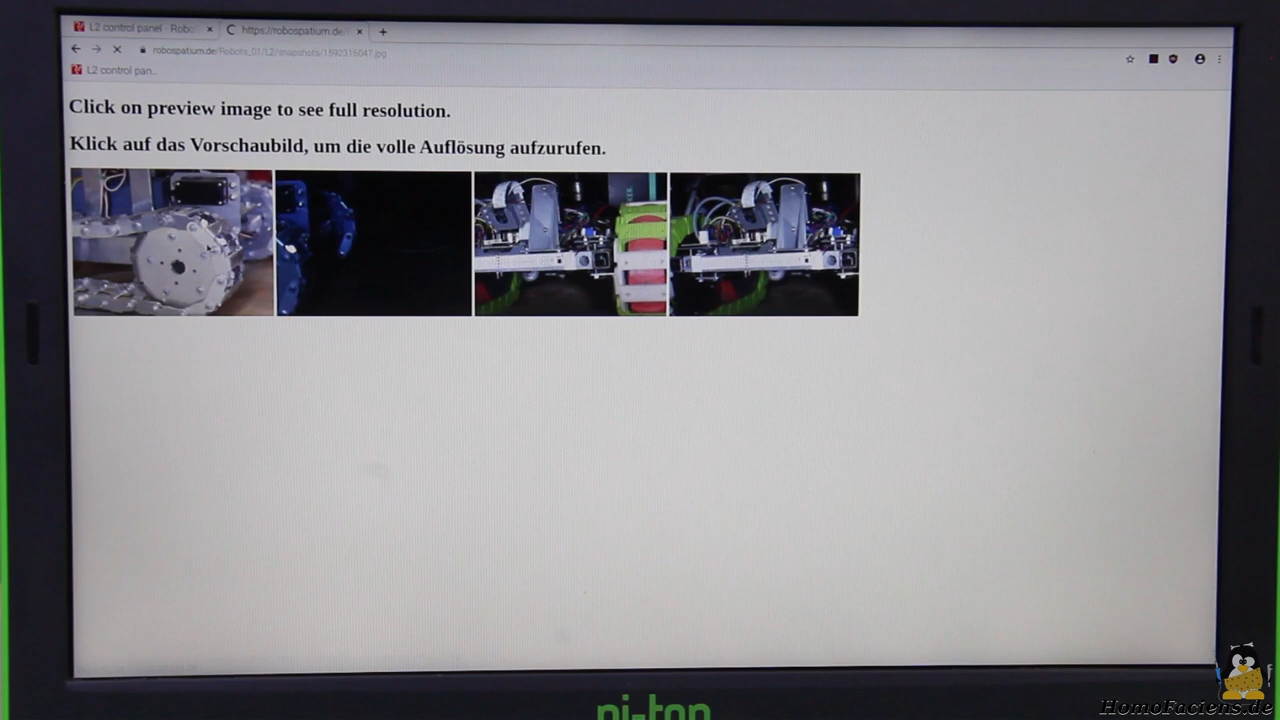 L2 control panel - Robo
https://robospatium.de/
robospatium.de/Robots_01/L2/snapshots/1592316047.jpg
L2 control pan...
Click on preview image to see full resolution.
Klick auf das Vorschaubild, um die volle Auflösung aufzurufen.
pi-top
HomoFaciens.de